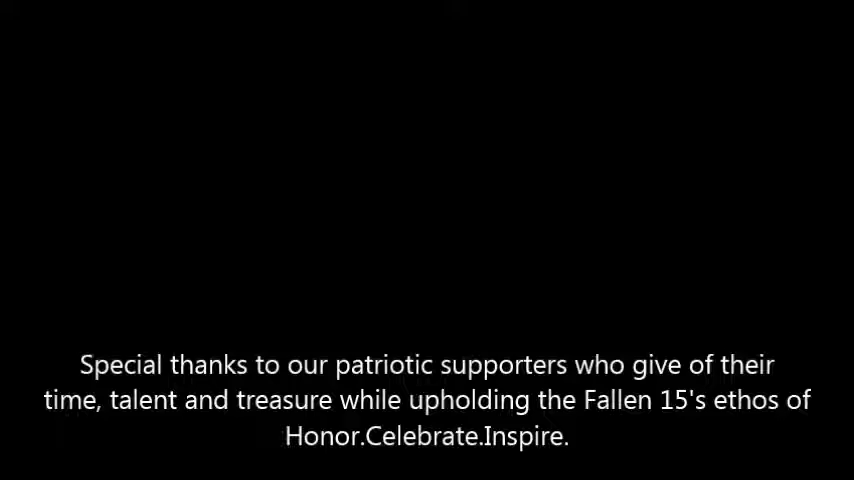 Special thanks to our patriotic supporters who give of their
time, talent and treasure while upholding the Fallen 15's ethos of
Honor.Celebrate.Inspire.